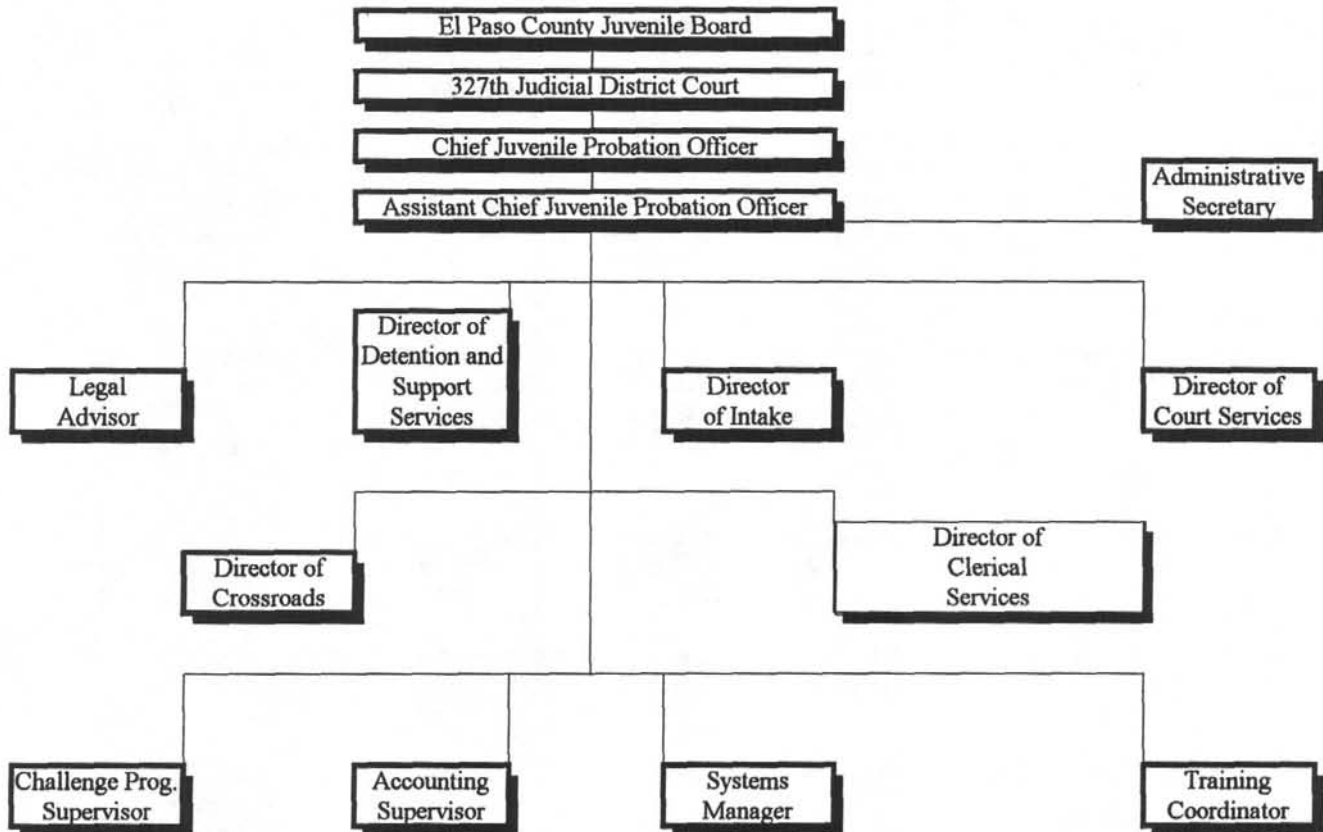 El Paso County Juvenile Board
327th Judicial District Court
Chief Juvenile Probation Officer
Assistant Chief Juvenile Probation Officer
Administrative
Secretary
Legal
Advisor
Director of
Detention and
Support
Services
Director
of Intake
Director of
Court Services
Director of
Crossroads
Director of
Clerical
Services
Challenge Prog.
Supervisor
Accounting
Supervisor
Systems
Manager
Training
Coordinator